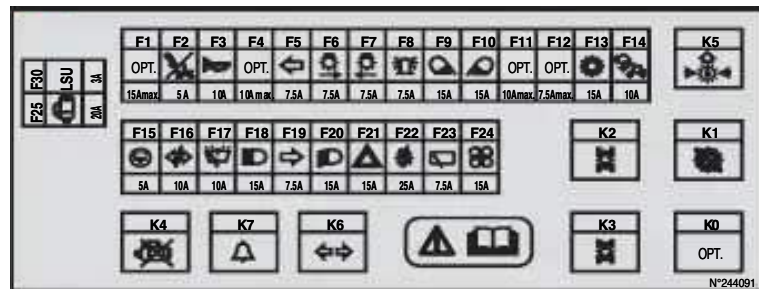 F1 F2 F3 F4 F5 F6 F7 F8 F9 F10 F11 F12 F13 F14
OPT. OPT. OPT. OPT.
15Amax. 5A 10A 10Amax. 7.5A 7.5A 7.5A 7.5A 15A 15A 10Amax. 7.5Amax. 15A 10A
K5
F30 LSU 3A
F25 20A
F15 F16 F17 F18 F19 F20 F21 F22 F23 F24
5A 10A 10A 15A 7.5A 15A 15A 25A 7.5A 15A
K2 K1
K4 K7 K6 K3 K0
OPT.
N°244091